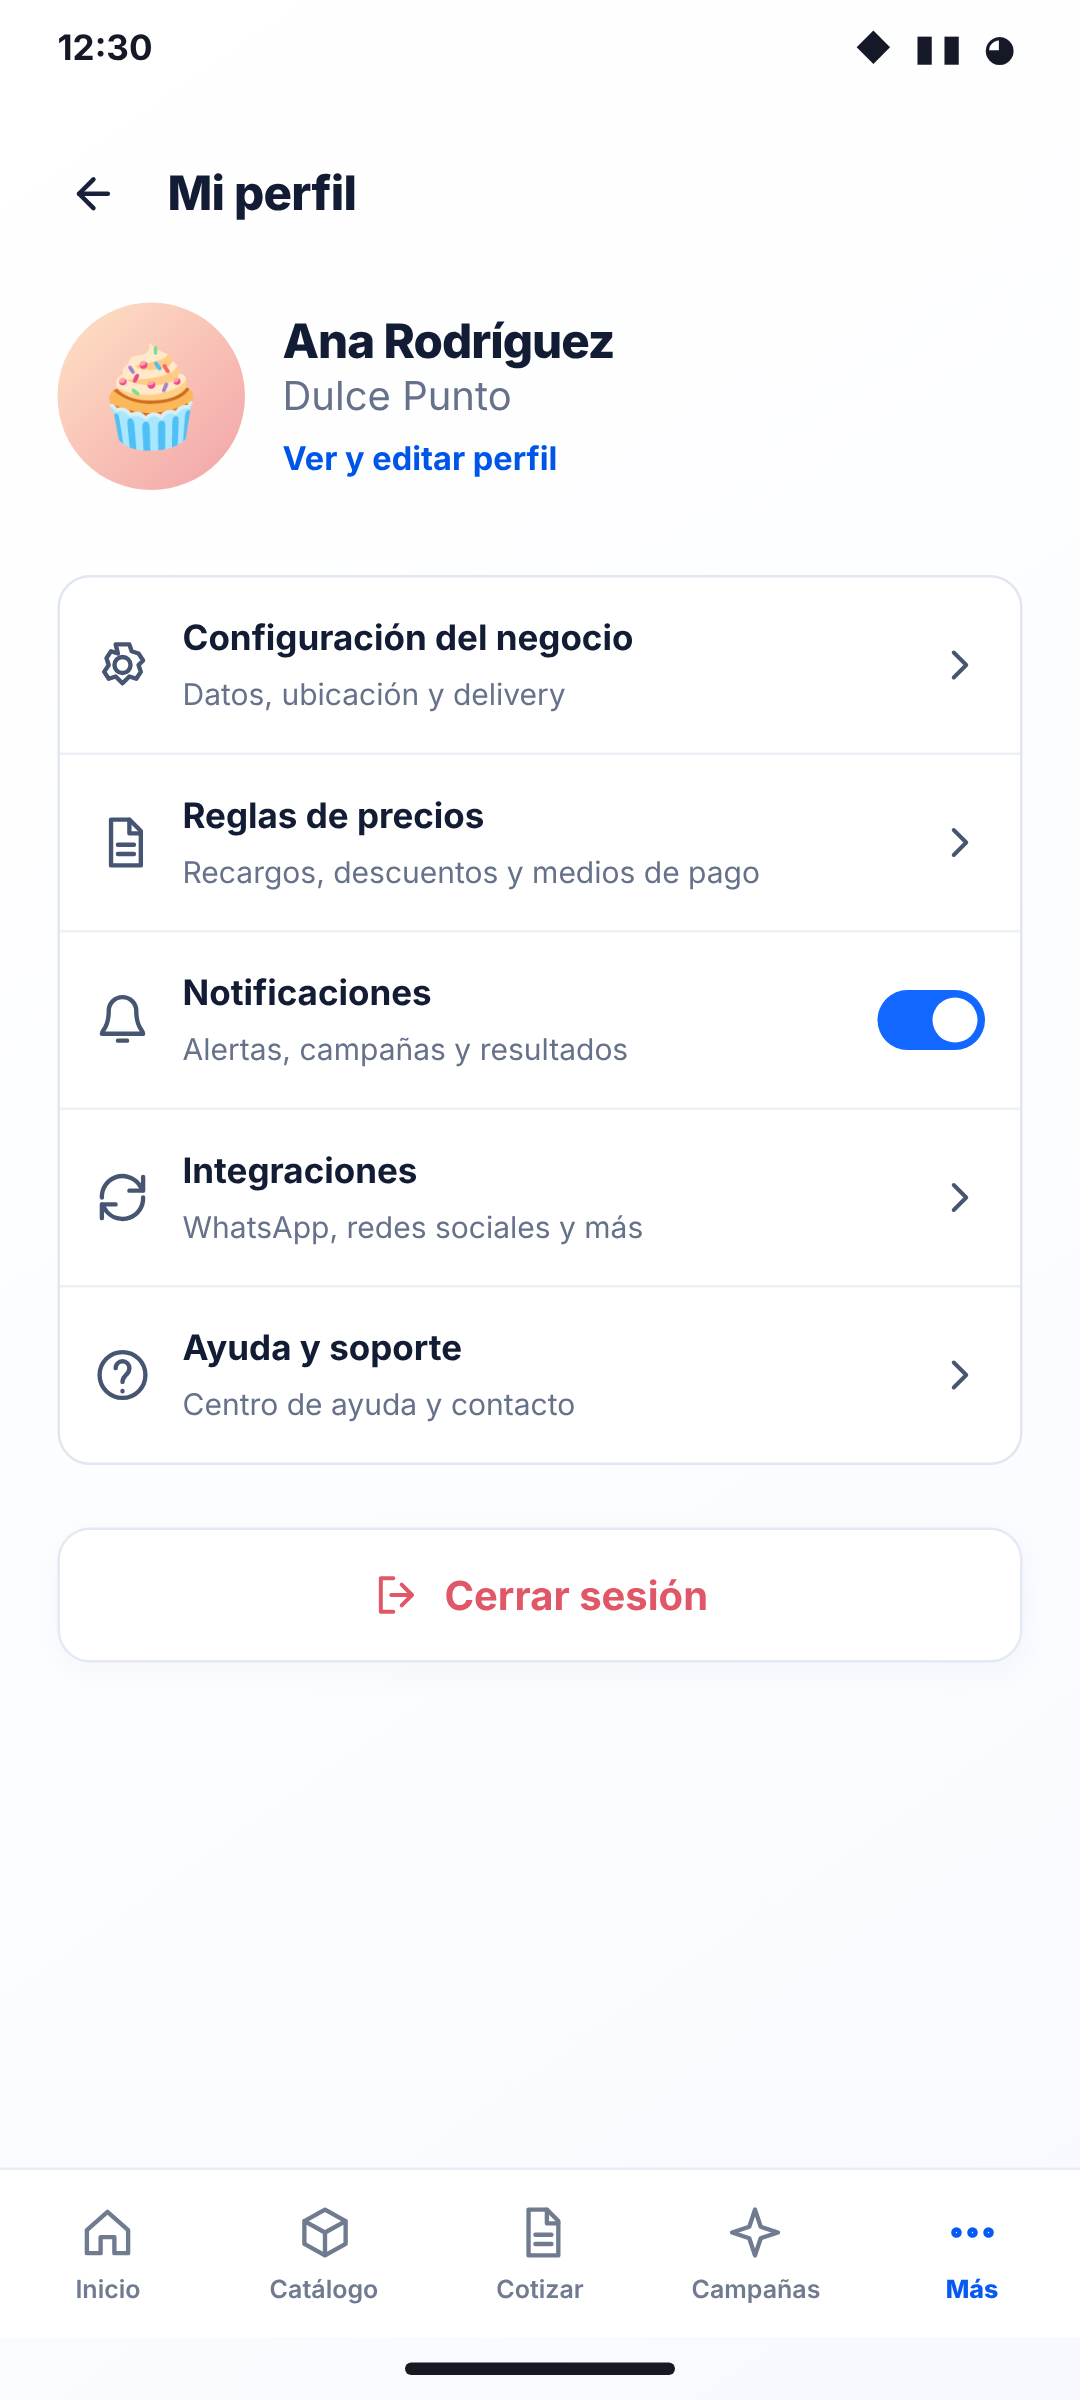 12:30
Mi perfil
Ana Rodríguez
Dulce Punto
Ver y editar perfil
Configuración del negocio
Datos, ubicación y delivery
Reglas de precios
Recargos, descuentos y medios de pago
Notificaciones
Alertas, campañas y resultados
Integraciones
WhatsApp, redes sociales y más
Ayuda y soporte
Centro de ayuda y contacto
Cerrar sesión
Inicio
Catálogo
Cotizar
Campañas
Más